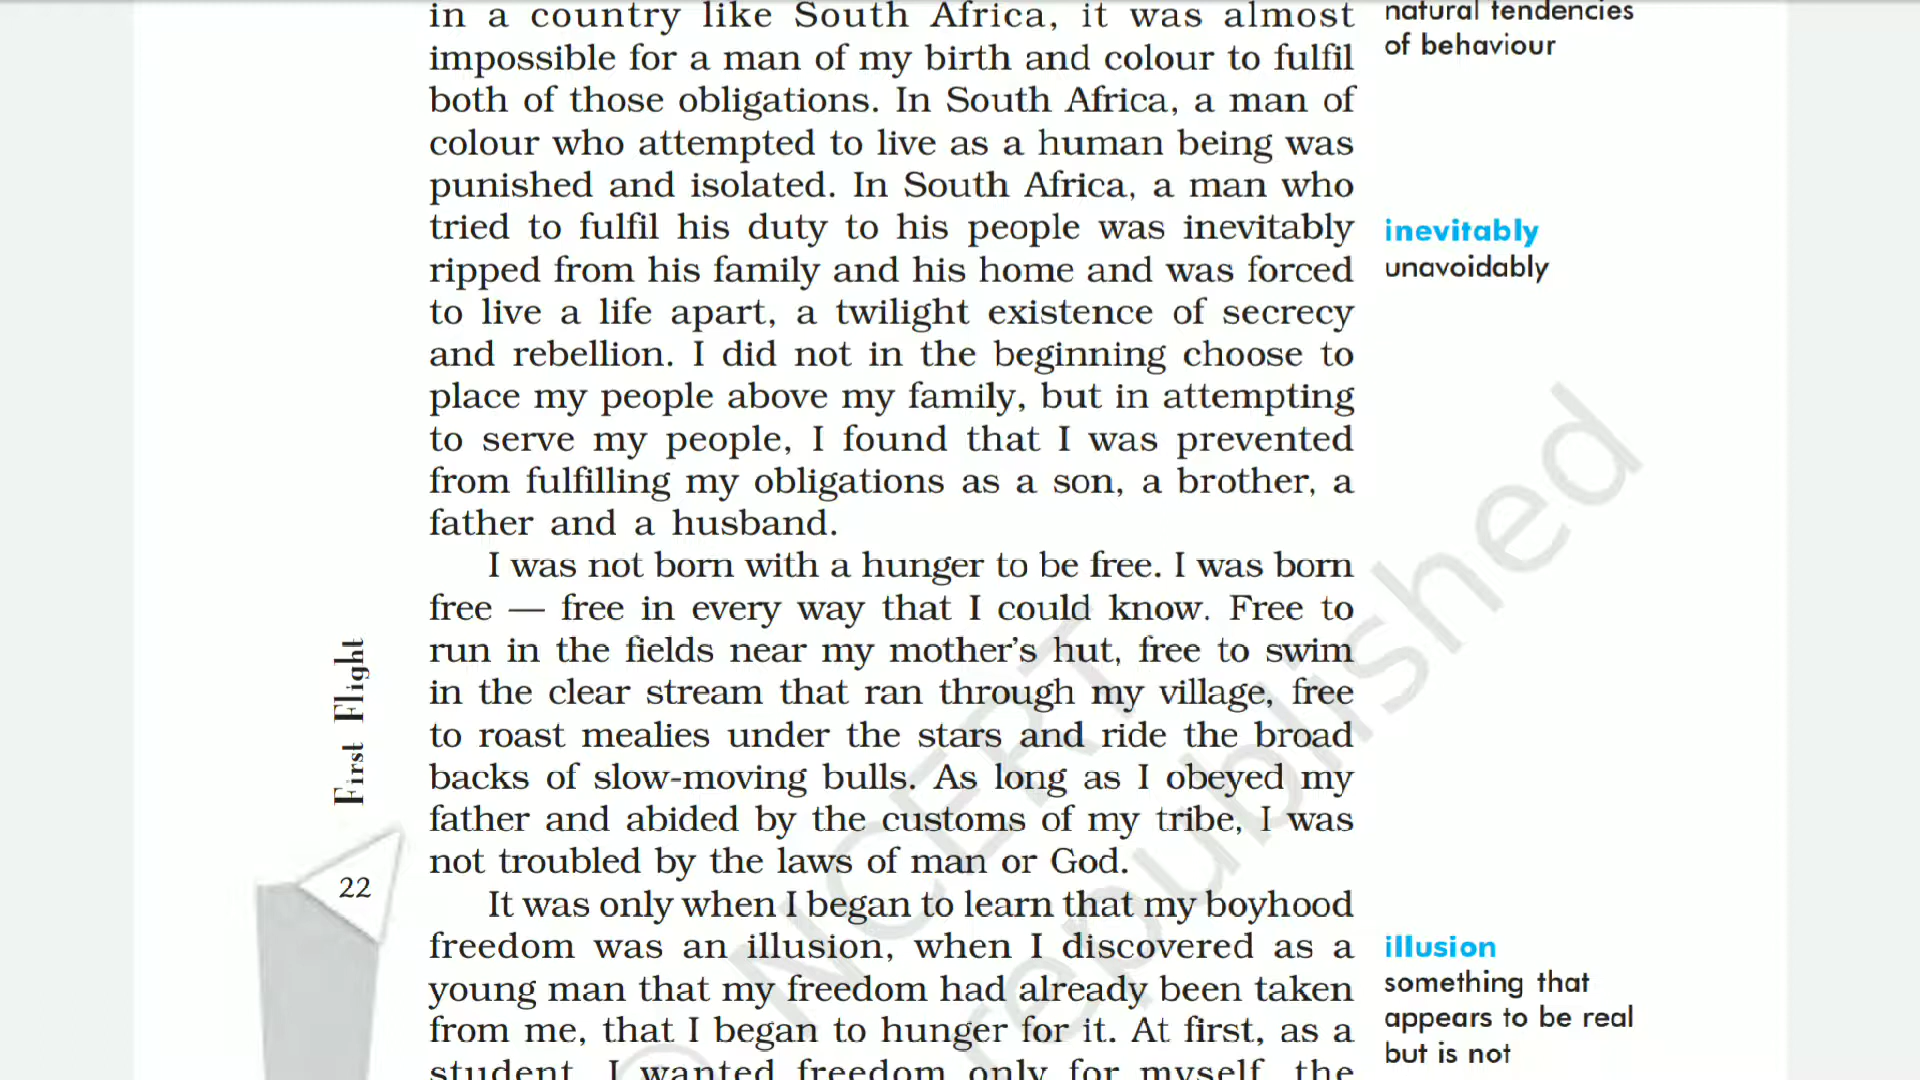 in a country like South Africa, it was almost
impossible for a man of my birth and colour to fulfil
both of those obligations. In South Africa, a man of
colour who attempted to live as a human being was
punished and isolated. In South Africa, a man who
tried to fulfil his duty to his people was inevitably
ripped from his family and his home and was forced
to live a life apart, a twilight existence of secrecy
and rebellion. I did not in the beginning choose to
place my people above my family, but in attempting
to serve my people, I found that I was prevented
from fulfilling my obligations as a son, a brother, a
father and a husband.
I was not born with a hunger to be free. I was born
free — free in every way that I could know. Free to
run in the fields near my mother's hut, free to swim
in the clear stream that ran through my village, free
to roast mealies under the stars and ride the broad
backs of slow-moving bulls. As long as I obeyed my
father and abided by the customs of my tribe, I was
not troubled by the laws of man or God.
It was only when I began to learn that my boyhood
freedom was an illusion, when I discovered as a
young man that my freedom had already been taken
from me, that I began to hunger for it. At first, as a
student, I wanted freedom only for myself, the
natural tendencies
of behaviour
inevitably
unavoidably
illusion
something that
appears to be real
but is not
First Flight
22
© NCERT
republished